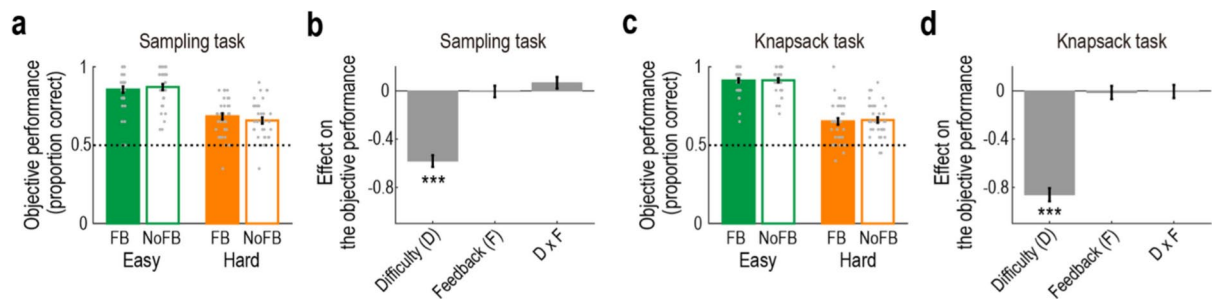 a
Sampling task
Objective performance
(proportion correct)
1
0.5
0
FB NoFB FB NoFB
Easy Hard
b
Sampling task
Effect on
the objective performance
0
-0.4
-0.8
***
Difficulty (D)
Feedback (F)
D x F
c
Knapsack task
Objective performance
(proportion correct)
1
0.5
0
FB NoFB FB NoFB
Easy Hard
d
Knapsack task
Effect on
the objective performance
0
-0.4
-0.8
***
Difficulty (D)
Feedback (F)
D x F